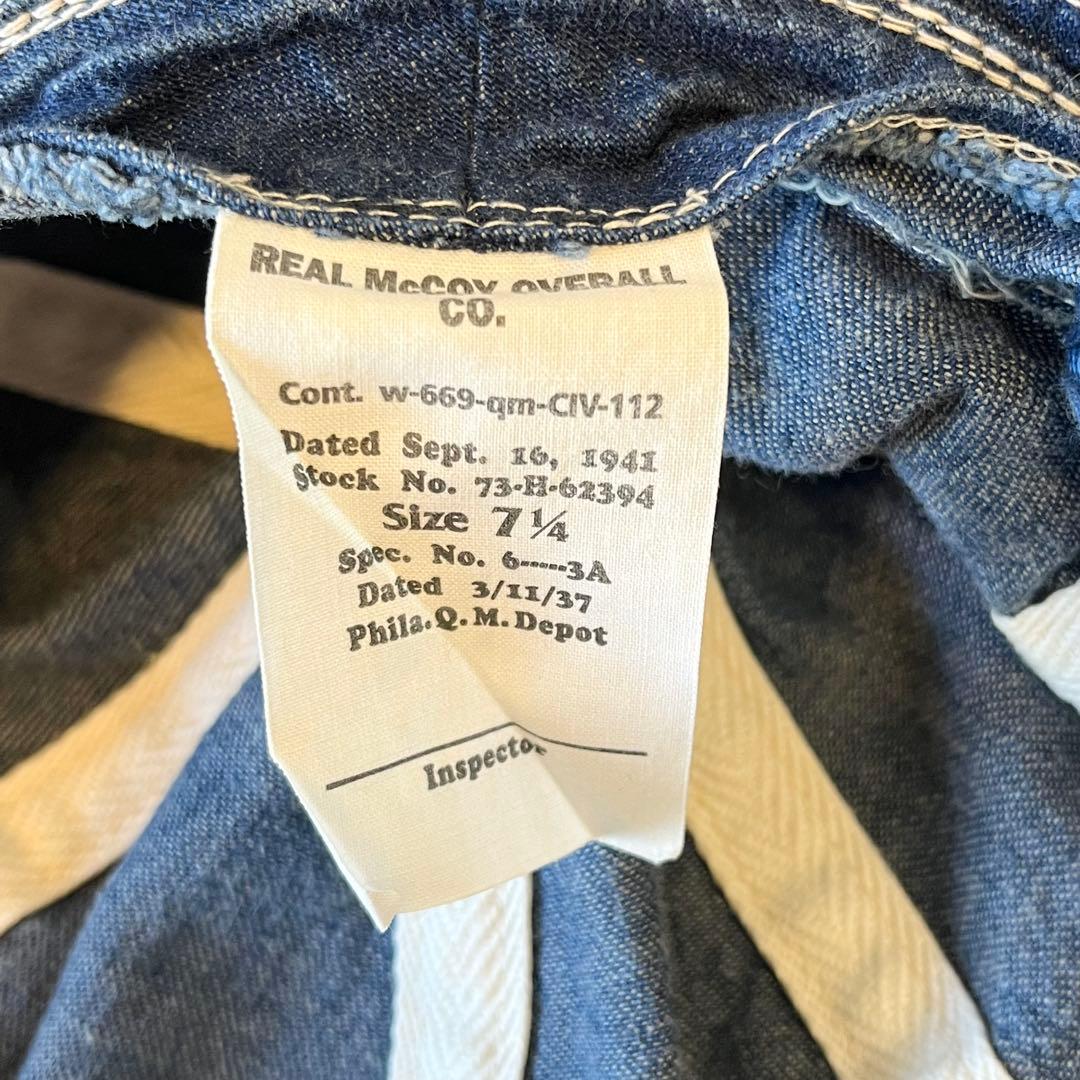 REAL McCOY OVERALL
CO.
Cont. w-669-qm-CIV-112
Dated Sept. 16, 1941
Stock No. 73-H-62394
Size 7¼
Spec. No. 6-----3A
Dated 3/11/37
Phila. Q. M. Depot
Inspector